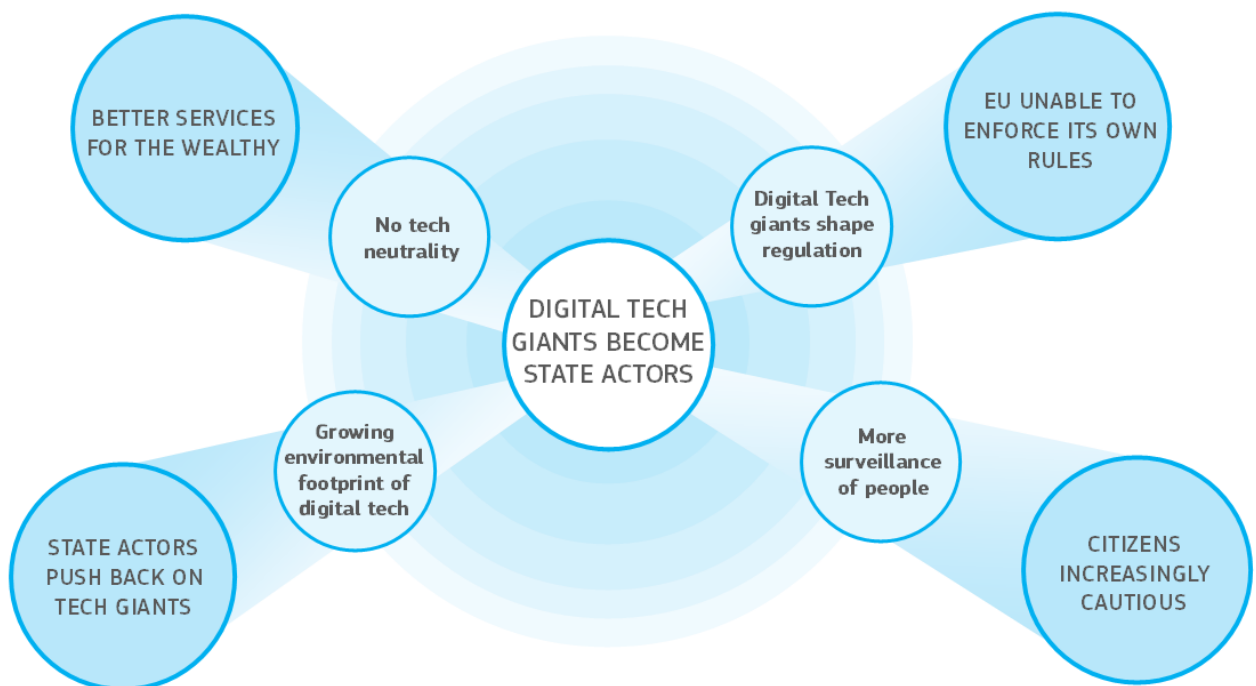 BETTER SERVICES
FOR THE WEALTHY
No tech
neutrality
Digital Tech
giants shape
regulation
EU UNABLE TO
ENFORCE ITS OWN
RULES
DIGITAL TECH
GIANTS BECOME
STATE ACTORS
STATE ACTORS
PUSH BACK ON
TECH GIANTS
Growing
environmental
footprint of
digital tech
More
surveillance
of people
CITIZENS
INCREASINGLY
CAUTIOUS